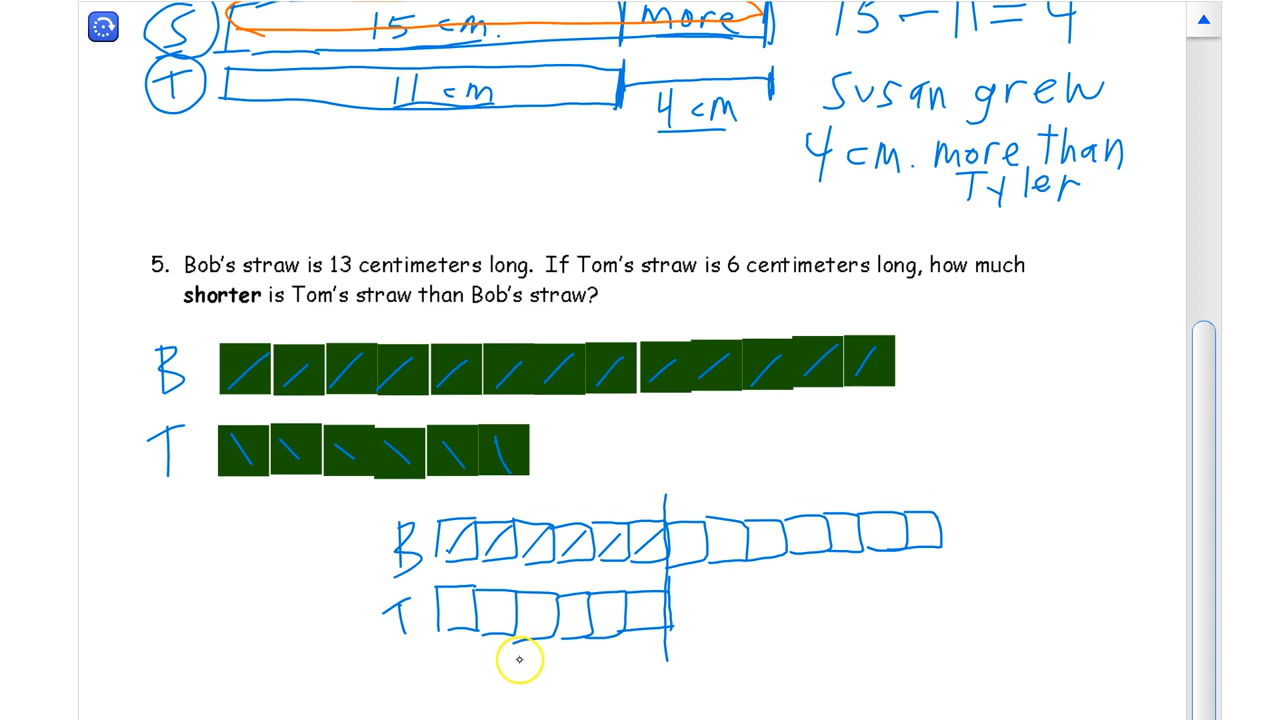 S 15 cm. more 15 - 11 = 4
T 11 cm 4 cm
Susan grew
4 cm. more than
Tyler
5. Bob's straw is 13 centimeters long. If Tom's straw is 6 centimeters long, how much
shorter is Tom's straw than Bob's straw?
B
T
B
T